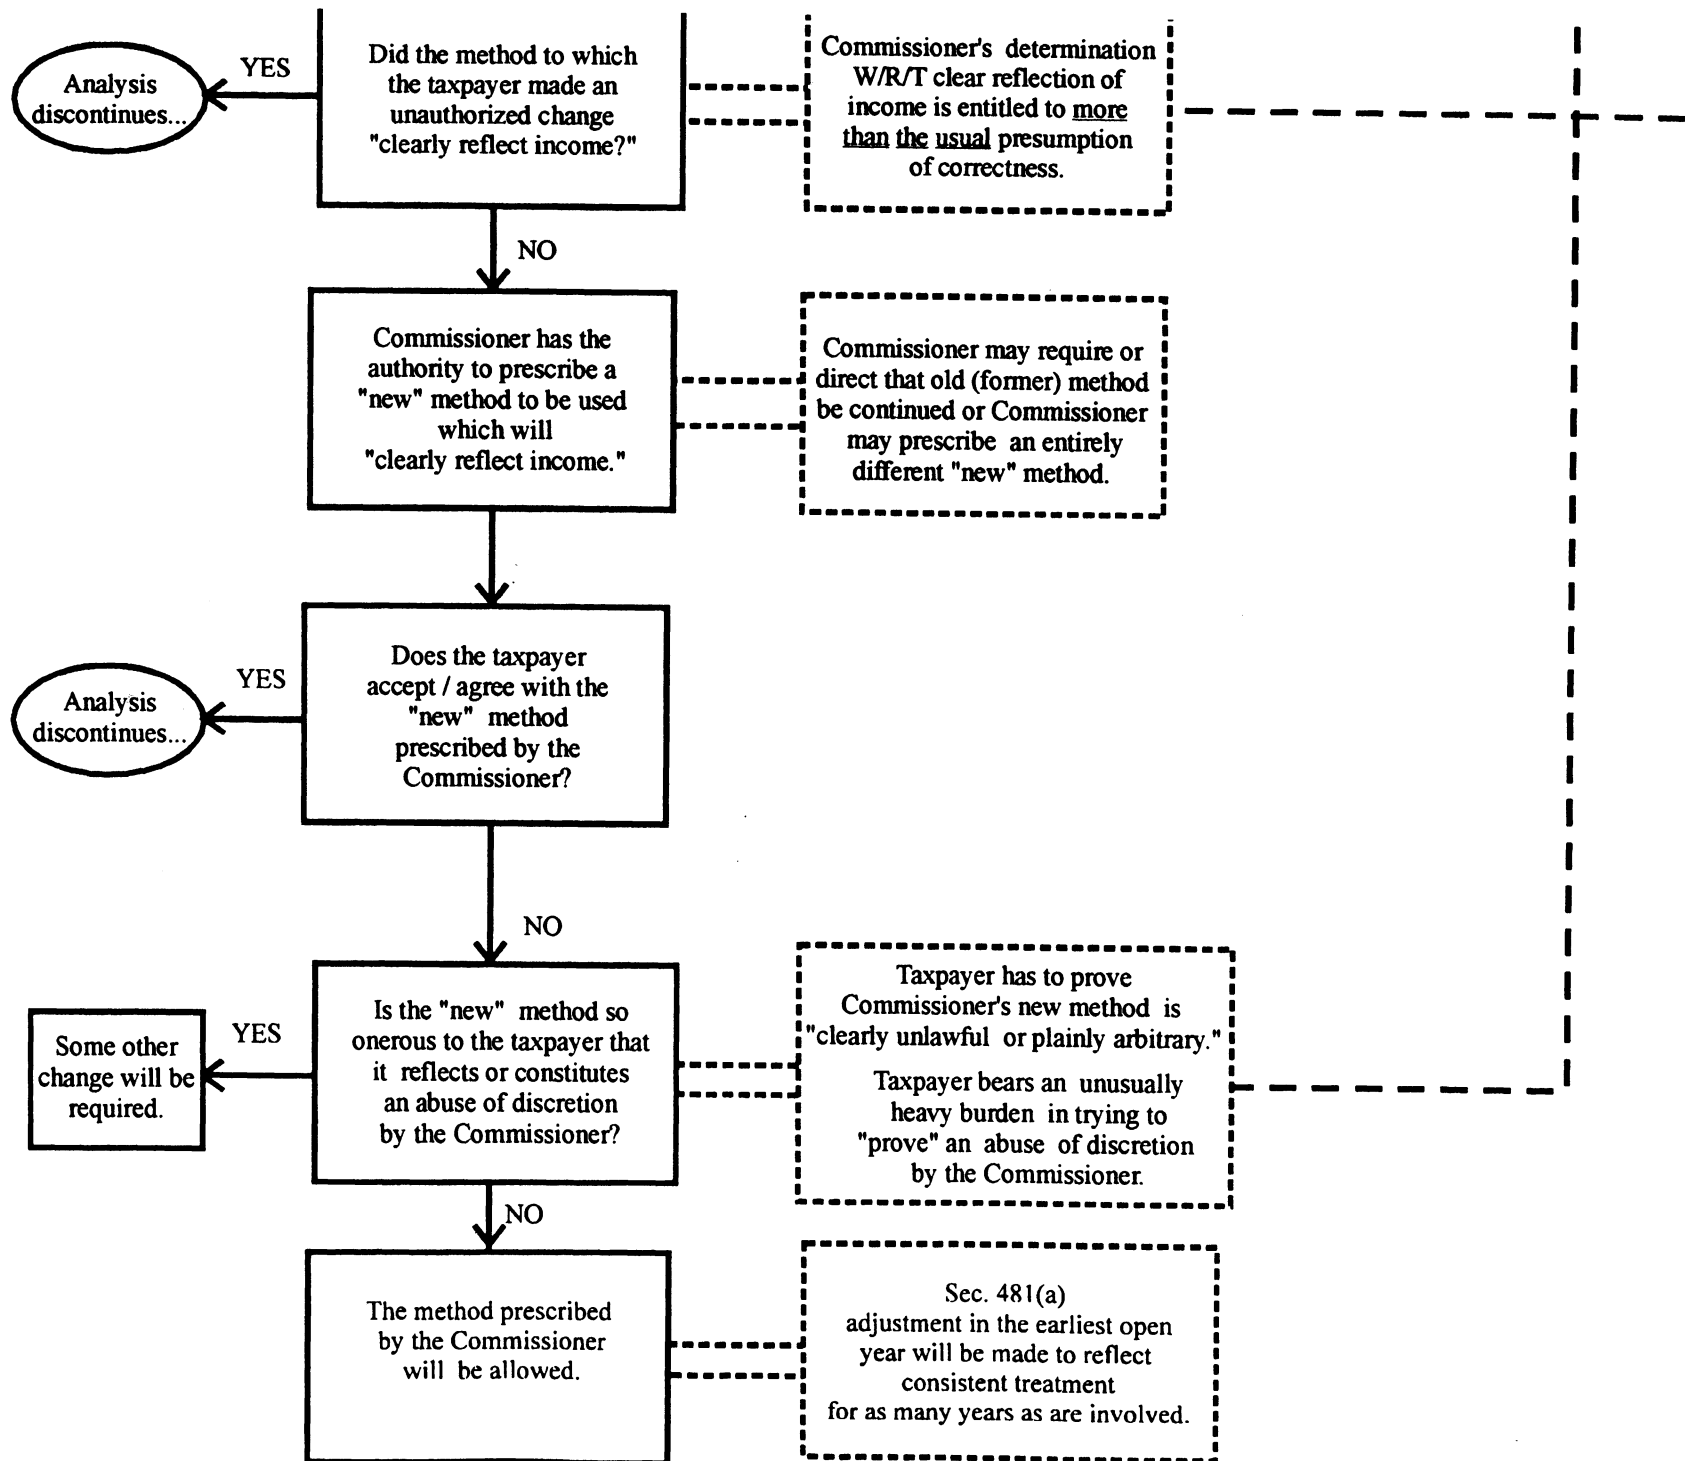 Analysis
discontinues...
YES
Did the method to which
the taxpayer made an
unauthorized change
"clearly reflect income?"
Commissioner's determination
W/R/T clear reflection of
income is entitled to more
than the usual presumption
of correctness.
NO
Commissioner has the
authority to prescribe a
"new" method to be used
which will
"clearly reflect income."
Commissioner may require or
direct that old (former) method
be continued or Commissioner
may prescribe an entirely
different "new" method.
Analysis
discontinues...
YES
Does the taxpayer
accept / agree with the
"new" method
prescribed by the
Commissioner?
NO
Some other
change will be
required.
YES
Is the "new" method so
onerous to the taxpayer that
it reflects or constitutes
an abuse of discretion
by the Commissioner?
Taxpayer has to prove
Commissioner's new method is
"clearly unlawful or plainly arbitrary."
Taxpayer bears an unusually
heavy burden in trying to
"prove" an abuse of discretion
by the Commissioner.
NO
The method prescribed
by the Commissioner
will be allowed.
Sec. 481(a)
adjustment in the earliest open
year will be made to reflect
consistent treatment
for as many years as are involved.